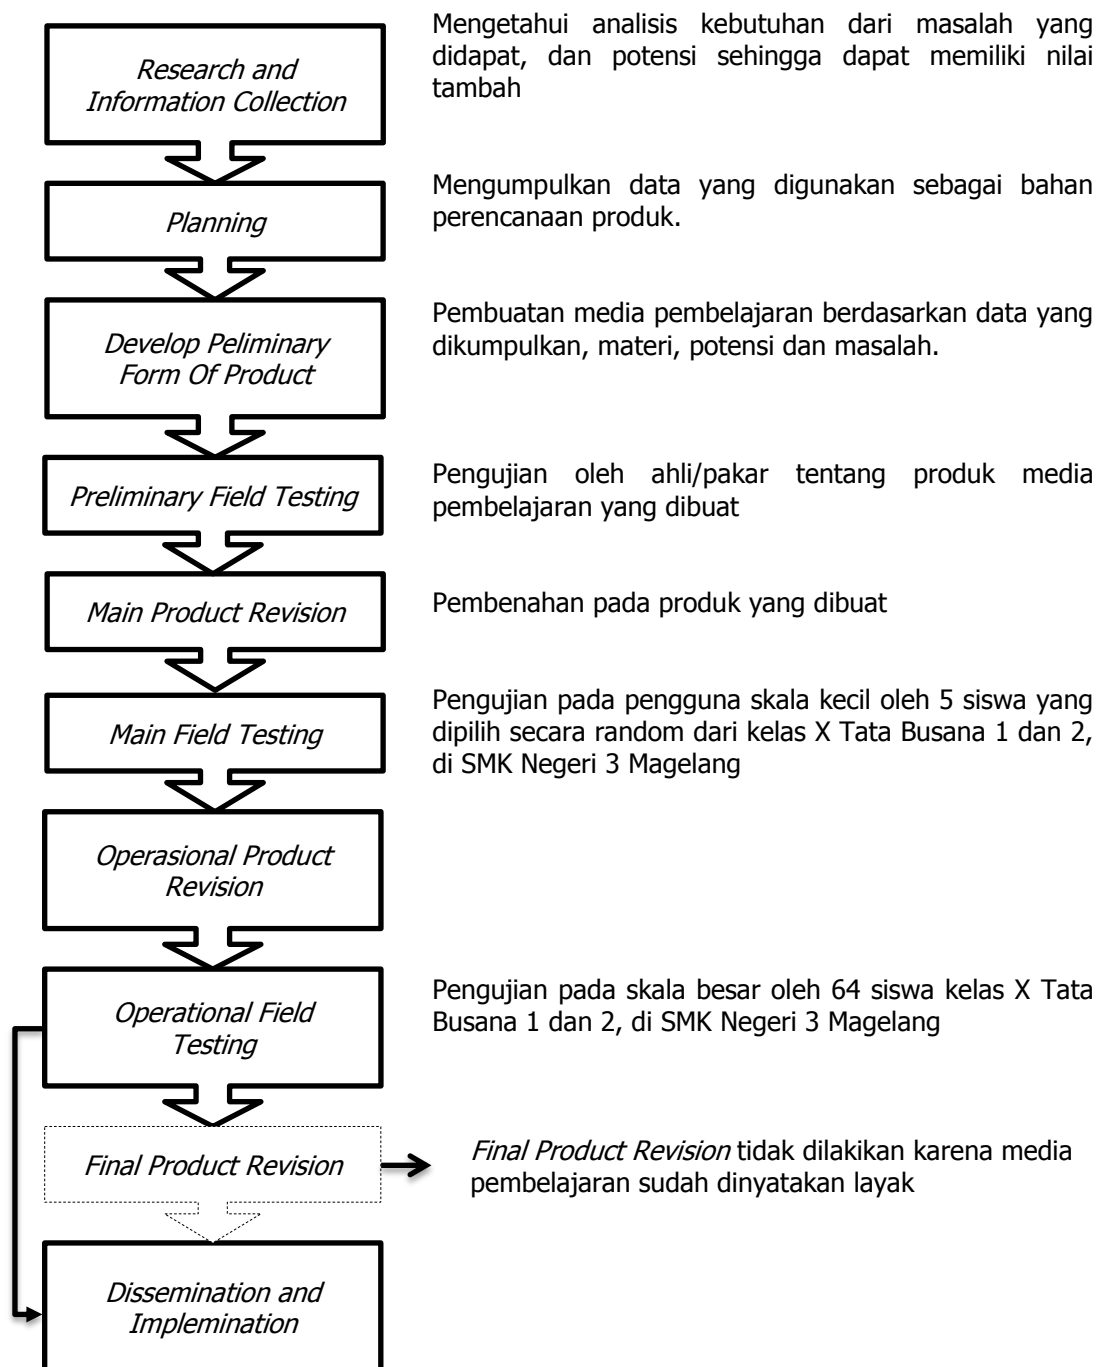 Research and
Information Collection
Mengetahui analisis kebutuhan dari masalah yang
didapat, dan potensi sehingga dapat memiliki nilai
tambah
Planning
Mengumpulkan data yang digunakan sebagai bahan
perencanaan produk.
Develop Peliminary
Form Of Product
Pembuatan media pembelajaran berdasarkan data yang
dikumpulkan, materi, potensi dan masalah.
Preliminary Field Testing
Pengujian oleh ahli/pakar tentang produk media
pembelajaran yang dibuat
Main Product Revision
Pembenahan pada produk yang dibuat
Main Field Testing
Pengujian pada pengguna skala kecil oleh 5 siswa yang
dipilih secara random dari kelas X Tata Busana 1 dan 2,
di SMK Negeri 3 Magelang
Operasional Product
Revision
Operational Field
Testing
Pengujian pada skala besar oleh 64 siswa kelas X Tata
Busana 1 dan 2, di SMK Negeri 3 Magelang
Final Product Revision
Final Product Revision tidak dilakikan karena media
pembelajaran sudah dinyatakan layak
Dissemination and
Implemination